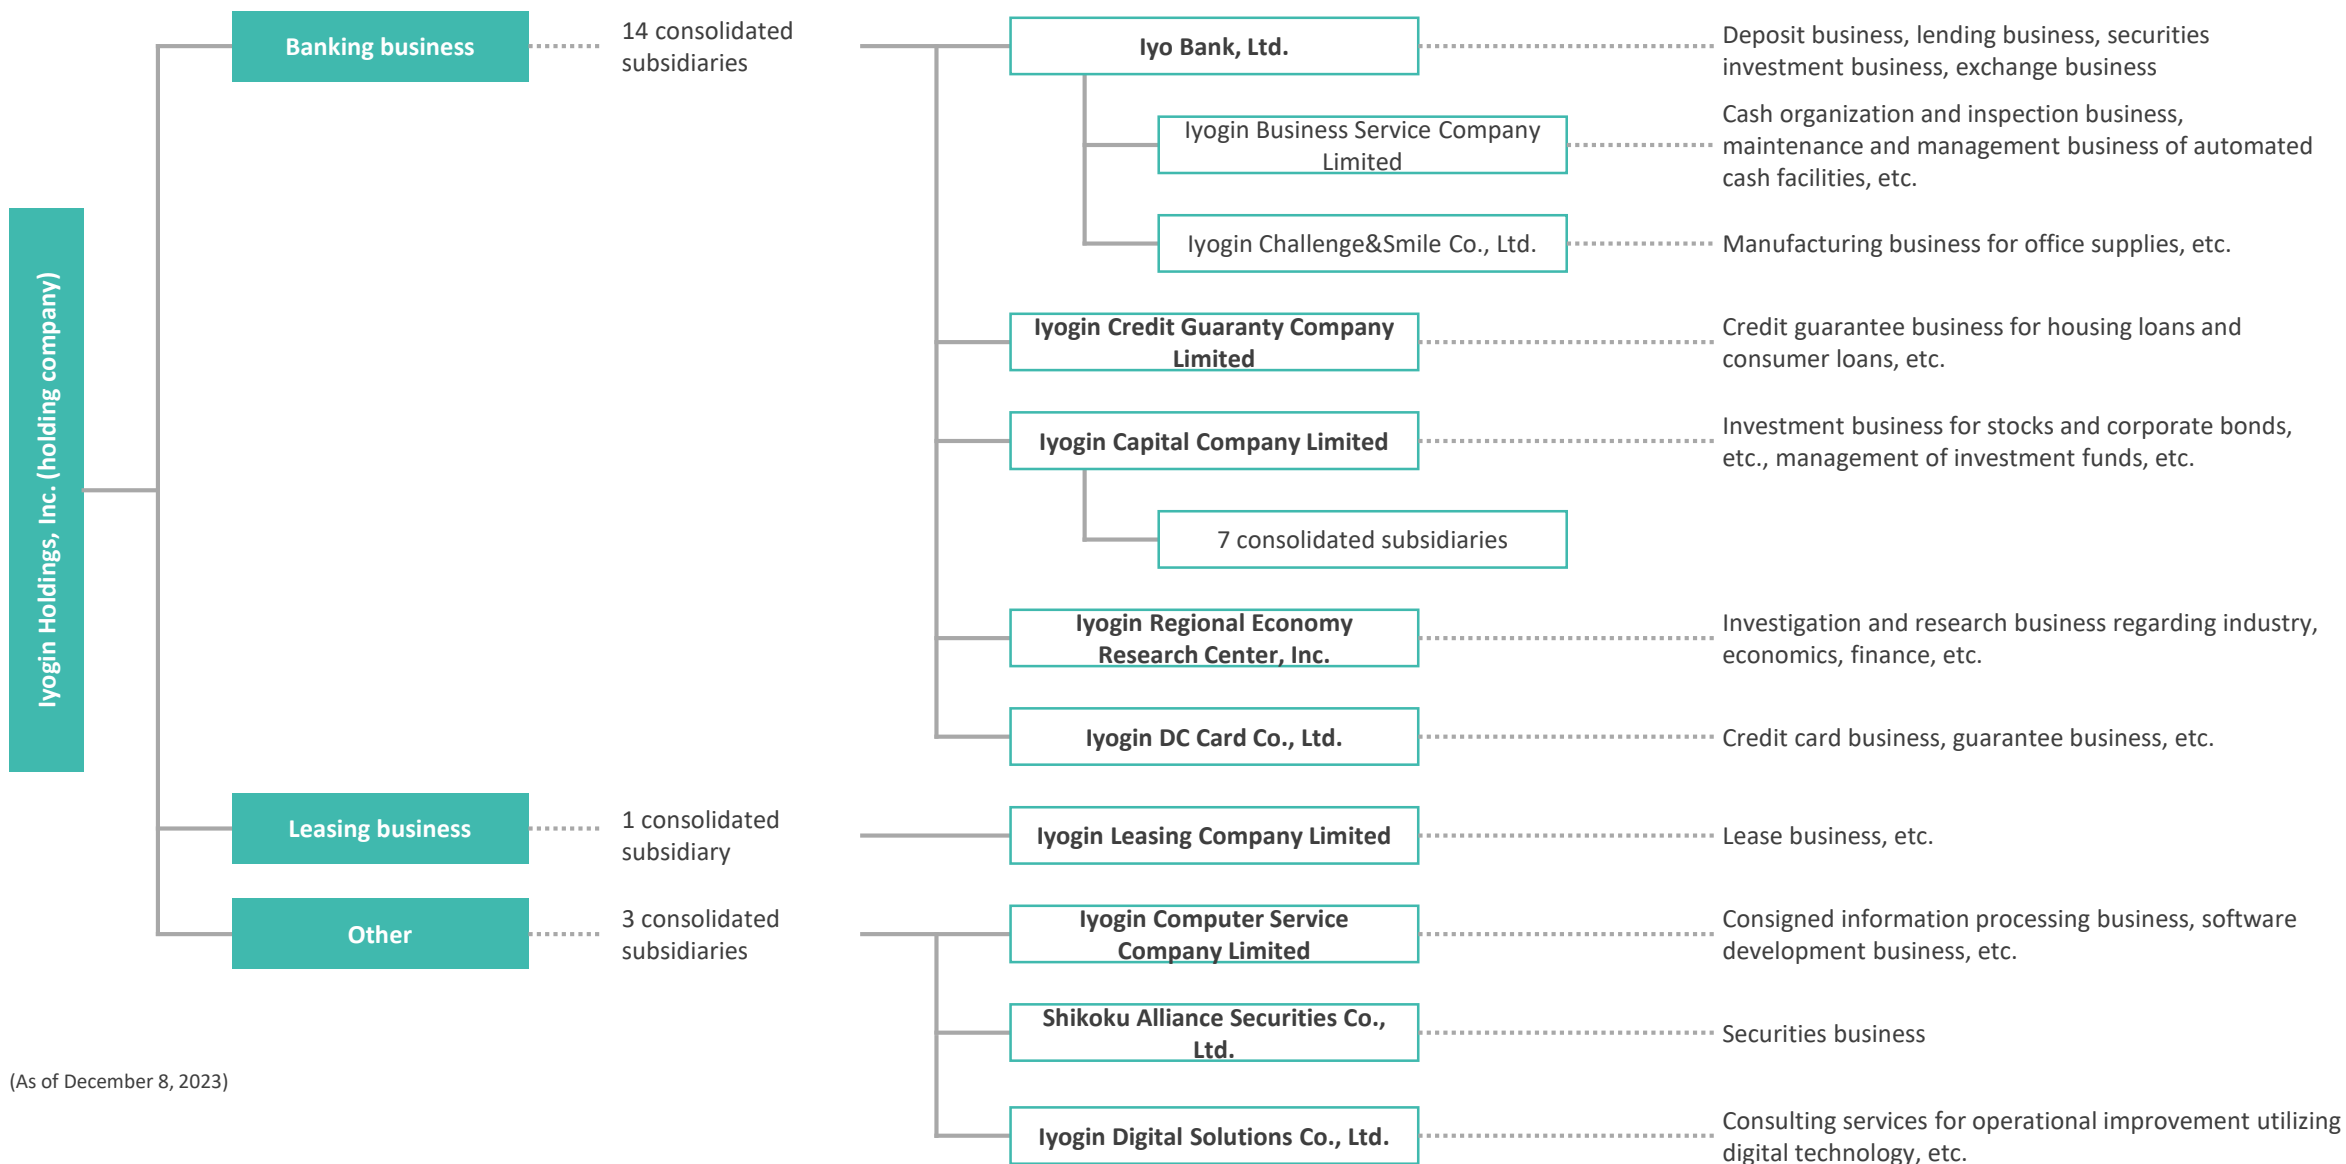 Iyogin Holdings, Inc. (holding company)
Banking business
14 consolidated
subsidiaries
Iyo Bank, Ltd.
Deposit business, lending business, securities
investment business, exchange business
Iyogin Business Service Company
Limited
Cash organization and inspection business,
maintenance and management business of automated
cash facilities, etc.
Iyogin Challenge&Smile Co., Ltd.
Manufacturing business for office supplies, etc.
Iyogin Credit Guaranty Company
Limited
Credit guarantee business for housing loans and
consumer loans, etc.
Iyogin Capital Company Limited
Investment business for stocks and corporate bonds,
etc., management of investment funds, etc.
7 consolidated subsidiaries
Iyogin Regional Economy
Research Center, Inc.
Investigation and research business regarding industry,
economics, finance, etc.
Iyogin DC Card Co., Ltd.
Credit card business, guarantee business, etc.
Leasing business
1 consolidated
subsidiary
Iyogin Leasing Company Limited
Lease business, etc.
Other
3 consolidated
subsidiaries
Iyogin Computer Service
Company Limited
Consigned information processing business, software
development business, etc.
Shikoku Alliance Securities Co.,
Ltd.
Securities business
Iyogin Digital Solutions Co., Ltd.
Consulting services for operational improvement utilizing
digital technology, etc.
(As of December 8, 2023)